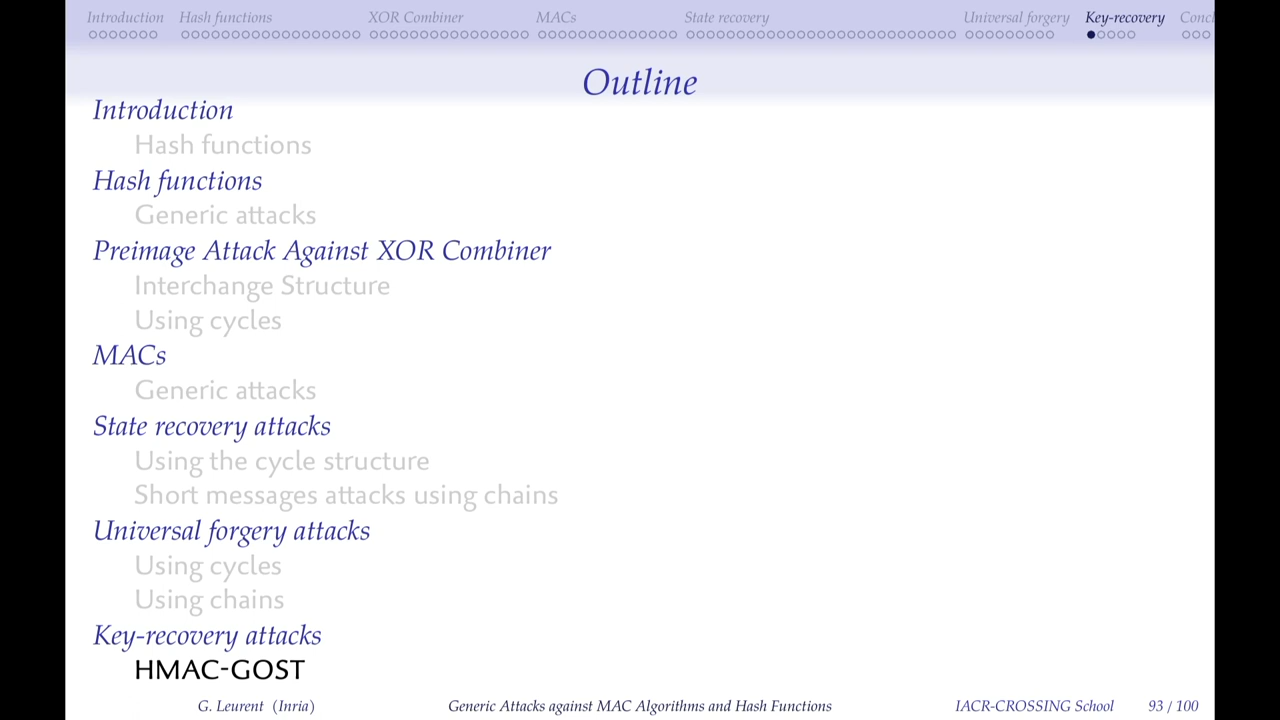 Introduction Hash functions XOR Combiner MACs State recovery Universal forgery Key-recovery Concl
Outline
Introduction
Hash functions
Hash functions
Generic attacks
Preimage Attack Against XOR Combiner
Interchange Structure
Using cycles
MACs
Generic attacks
State recovery attacks
Using the cycle structure
Short messages attacks using chains
Universal forgery attacks
Using cycles
Using chains
Key-recovery attacks
HMAC-GOST
G. Leurent (Inria) Generic Attacks against MAC Algorithms and Hash Functions IACR-CROSSING School 93 / 100